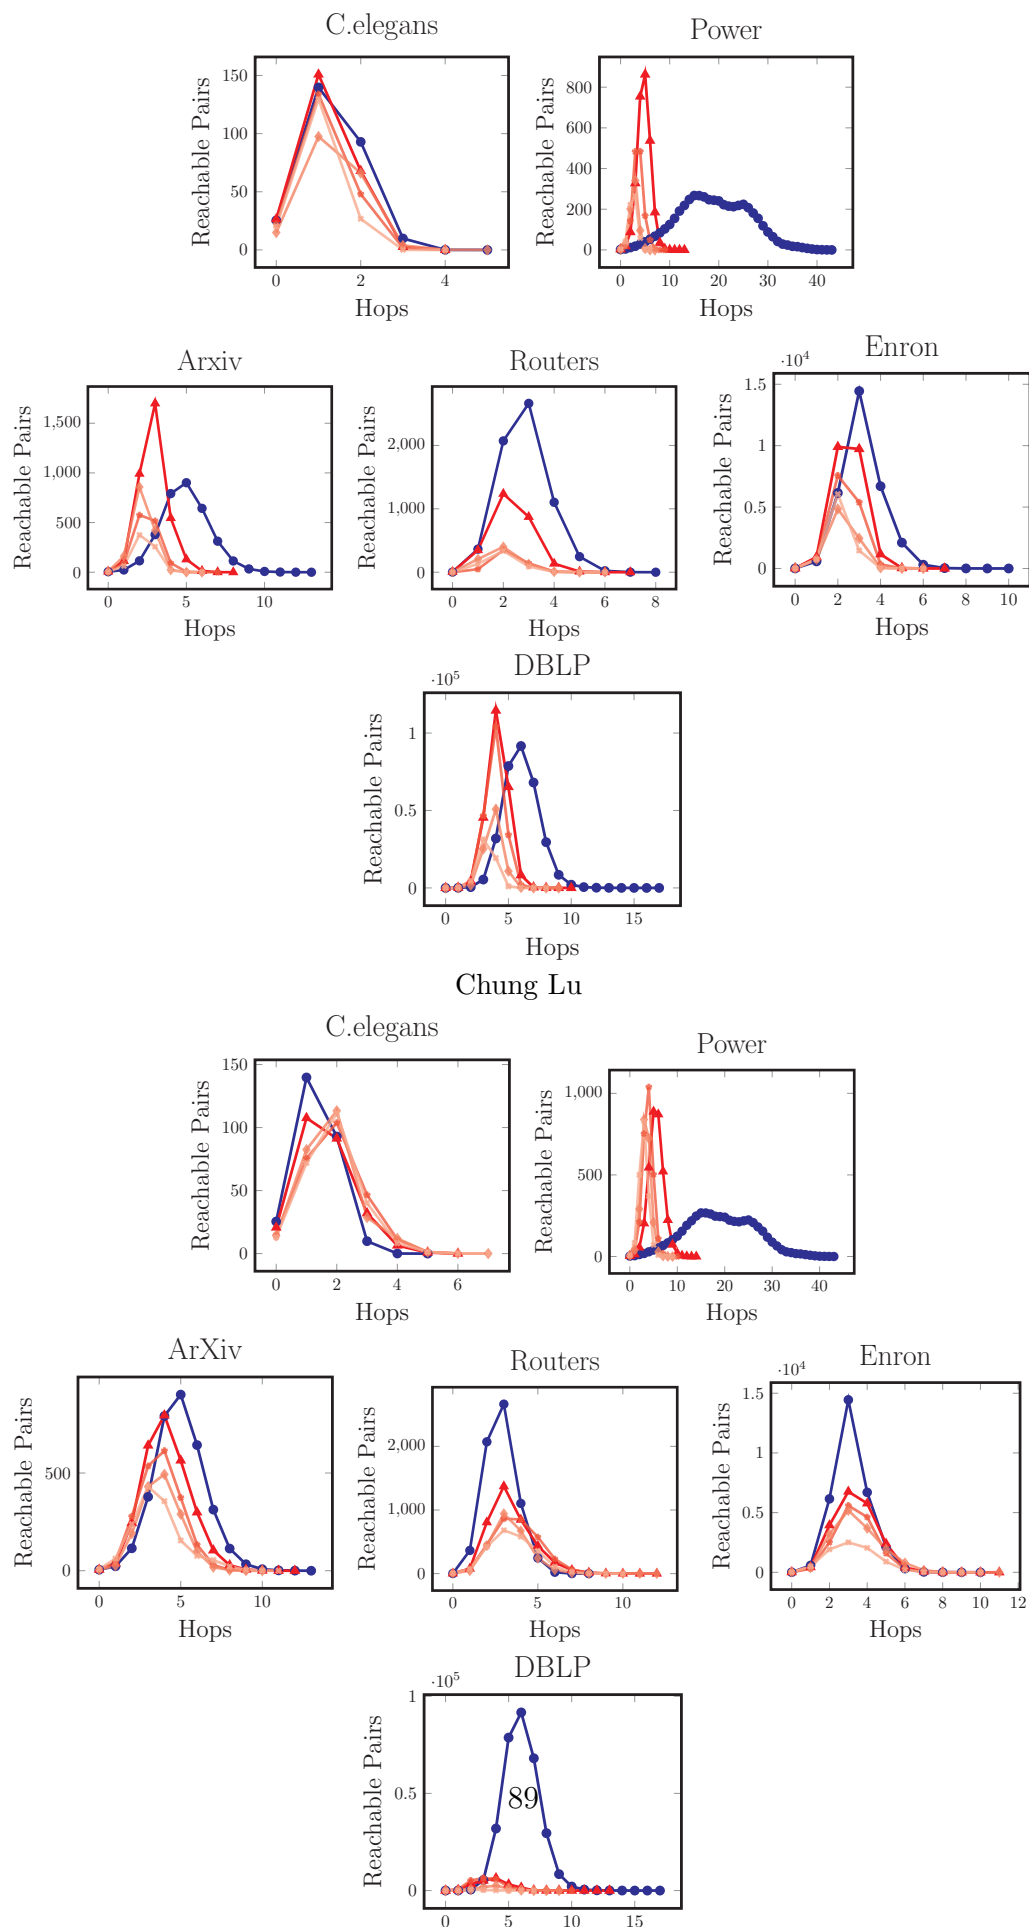 C.elegans
Reachable Pairs
150
100
50
0
0 2 4
Hops
Power
Reachable Pairs
800
600
400
200
0
0 10 20 30 40
Hops
Arxiv
Reachable Pairs
1,500
1,000
500
0
0 5 10
Hops
Routers
Reachable Pairs
2,000
1,000
0
0 2 4 6 8
Hops
Enron
·10⁴
Reachable Pairs
1.5
1
0.5
0
0 2 4 6 8 10
Hops
DBLP
·10⁵
Reachable Pairs
1
0.5
0
0 5 10 15
Hops
Chung Lu
C.elegans
Reachable Pairs
150
100
50
0
0 2 4 6
Hops
Power
Reachable Pairs
1,000
500
0
0 10 20 30 40
Hops
ArXiv
Reachable Pairs
500
0
0 5 10
Hops
Routers
Reachable Pairs
2,000
1,000
0
0 5 10
Hops
Enron
·10⁴
Reachable Pairs
1.5
1
0.5
0
0 2 4 6 8 10 12
Hops
DBLP
·10⁵
Reachable Pairs
1
0.5
0
0 5 10 15
89